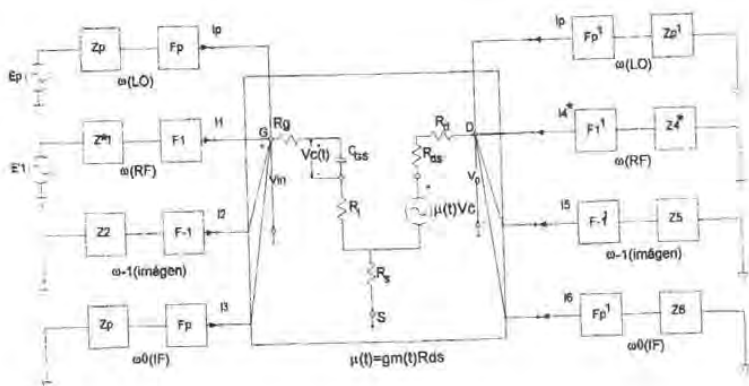 Ip
Zp
Fp
Ep
ω(LO)
Ip
Fp¹
Zp¹
ω(LO)
I1
Z*1
F1
E'1
ω(RF)
G
Rg
Vc(t)
CGS
Vin
Ri
Rd
D
Rds
Vo
μ(t)Vc
I4*
F1¹
Z4*
ω(RF)
I2
Z2
F-1
ω-1(imágen)
I5
F-1
Z5
ω-1(imágen)
Rs
S
I3
Zp
Fp
ω0(IF)
I6
Fp¹
Z6
ω0(IF)
μ(t)=gm(t)Rds